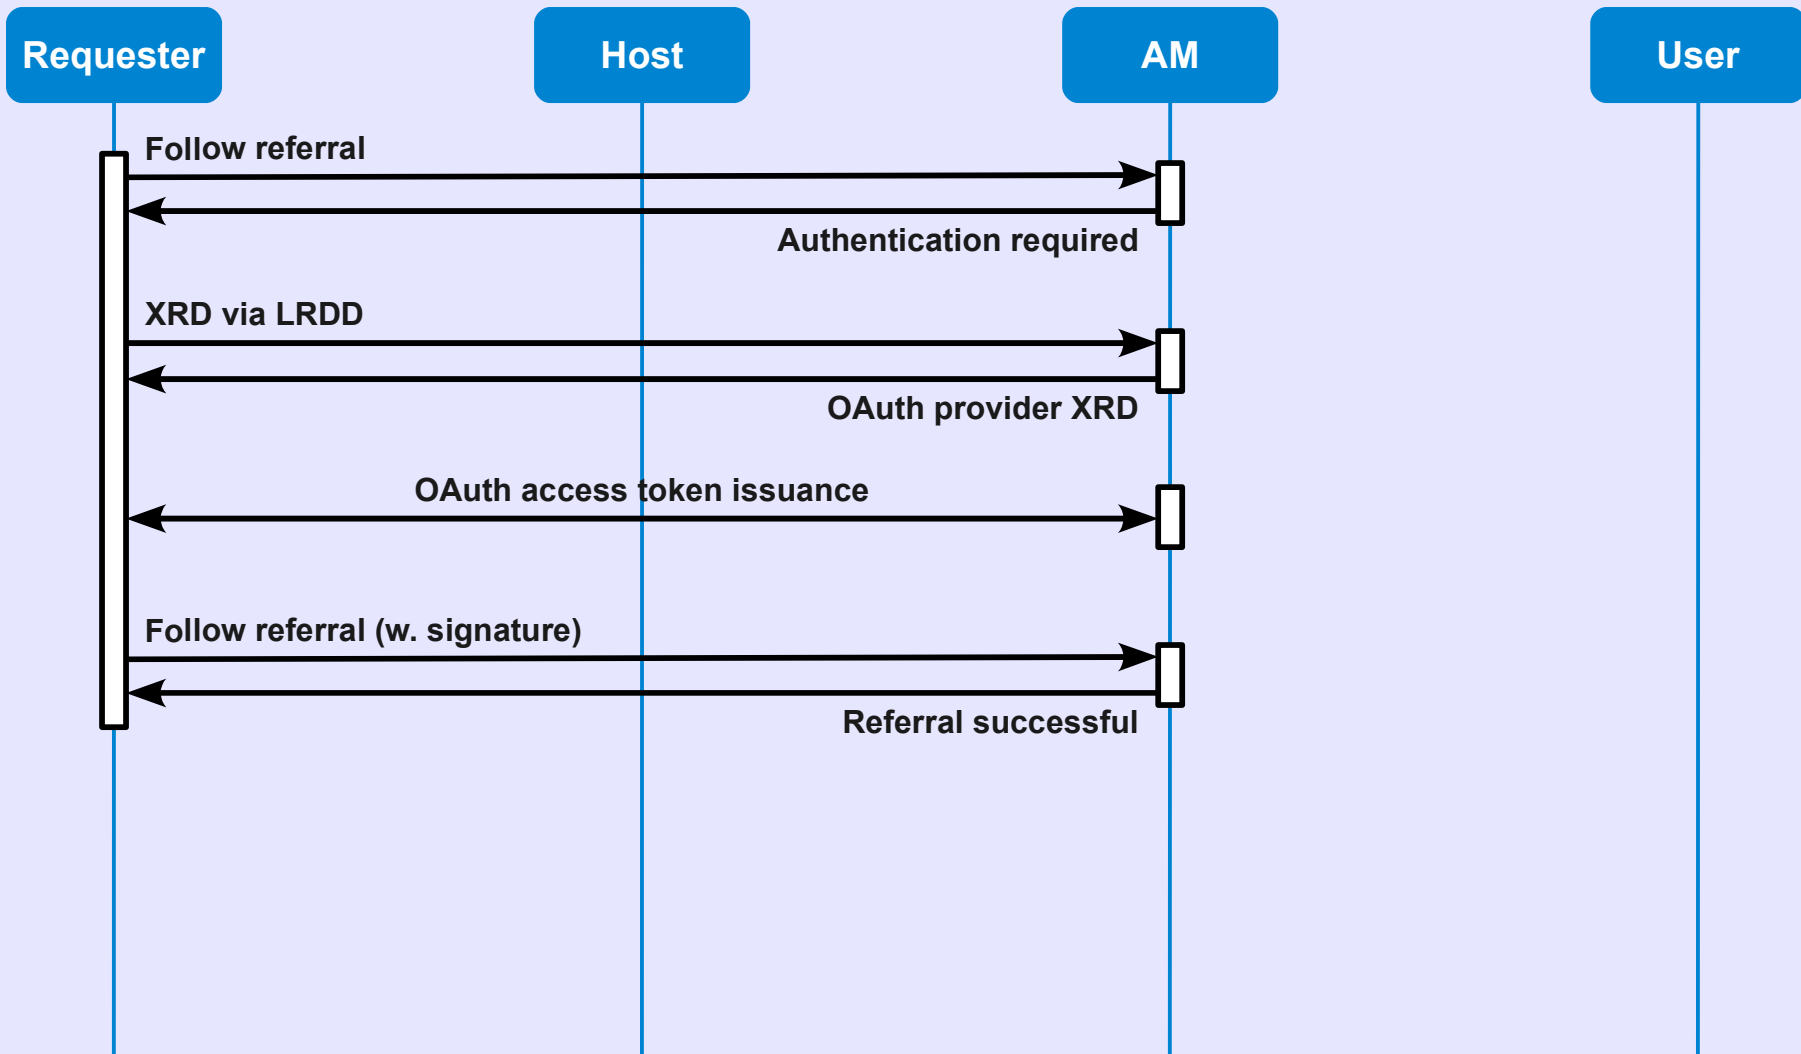 Requester
Host
AM
User
Follow referral
Authentication required
XRD via LRDD
OAuth provider XRD
OAuth access token issuance
Follow referral (w. signature)
Referral successful